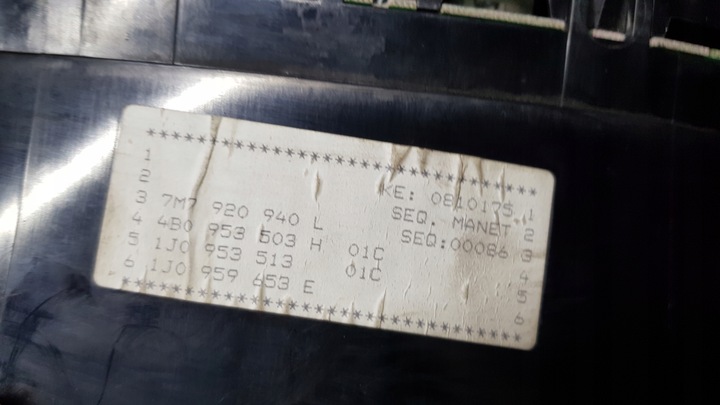 ****************************************
1 KE: 0810175 1
2 SEQ. MANET 2
3 7M7 920 940 L SEQ:00086 3
4 4B0 953 503 H 01C 4
5 1J0 953 513 01C 5
6 1J0 959 653 E 6
****************************************